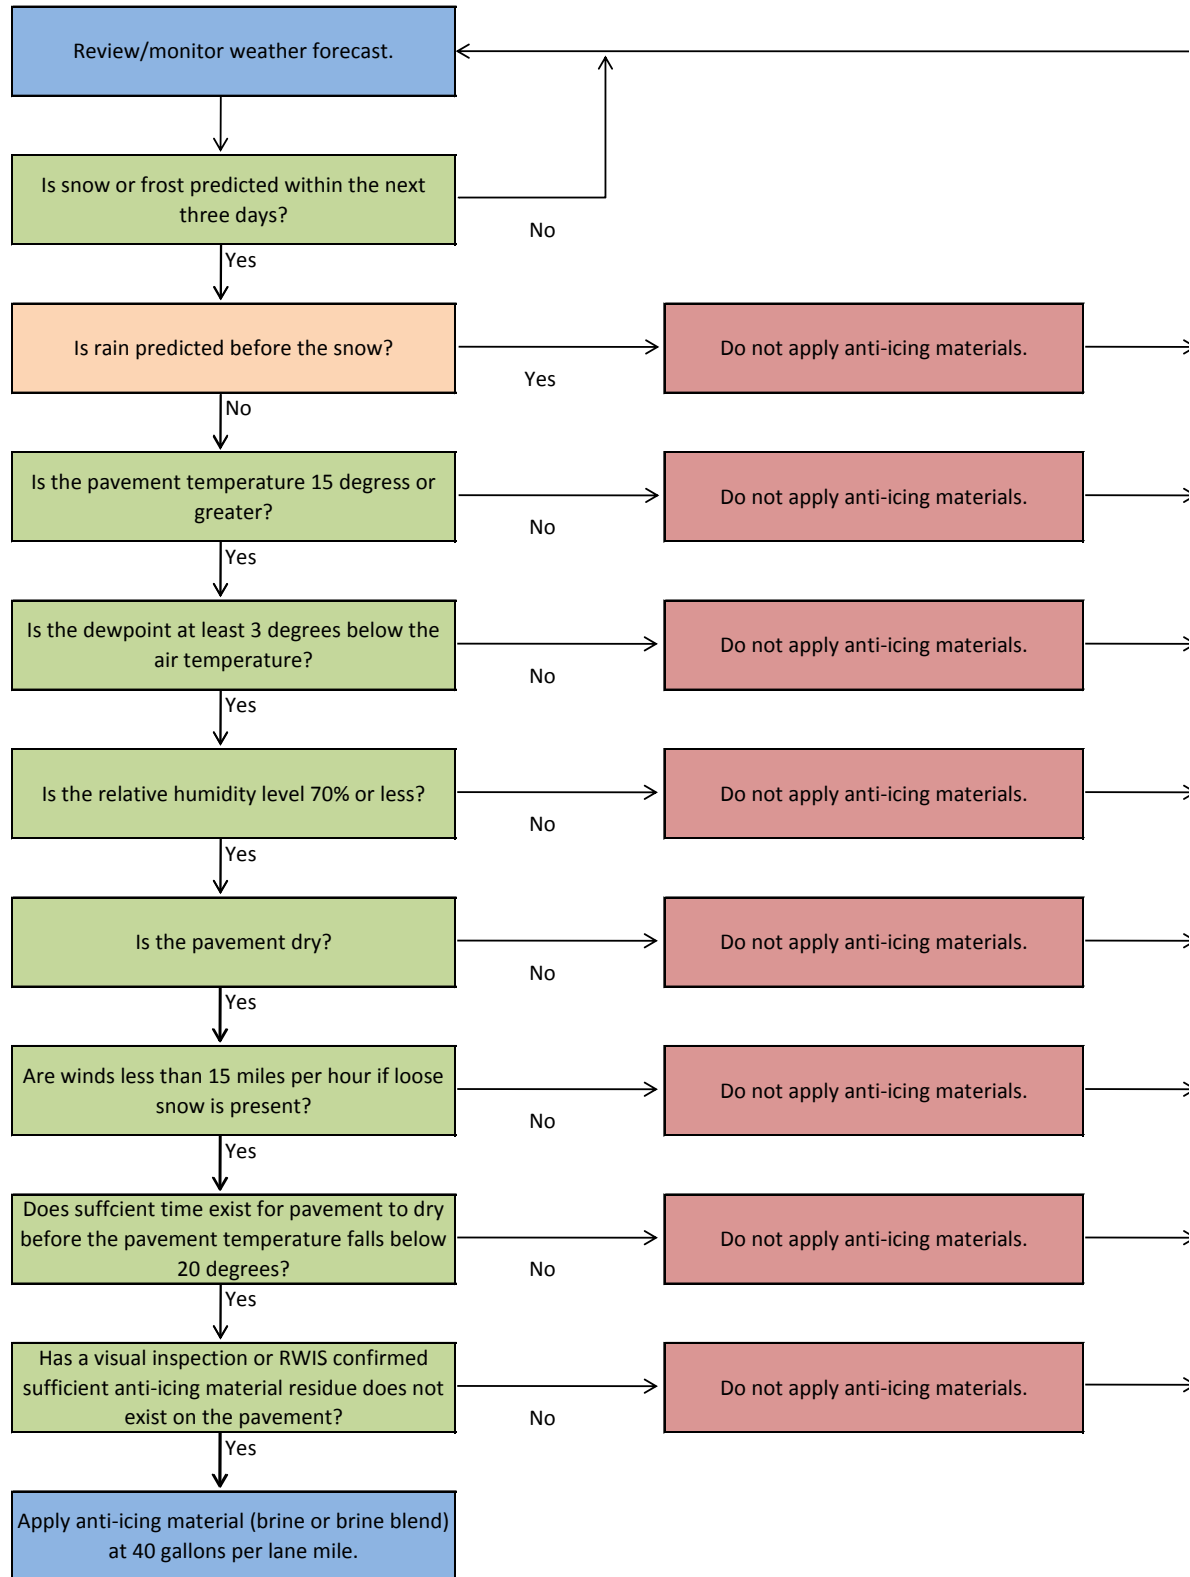 Review/monitor weather forecast.
Is snow or frost predicted within the next
three days?
No
Yes
Is rain predicted before the snow?
Yes
Do not apply anti-icing materials.
No
Is the pavement temperature 15 degress or
greater?
No
Do not apply anti-icing materials.
Yes
Is the dewpoint at least 3 degrees below the
air temperature?
No
Do not apply anti-icing materials.
Yes
Is the relative humidity level 70% or less?
No
Do not apply anti-icing materials.
Yes
Is the pavement dry?
No
Do not apply anti-icing materials.
Yes
Are winds less than 15 miles per hour if loose
snow is present?
No
Do not apply anti-icing materials.
Yes
Does suffcient time exist for pavement to dry
before the pavement temperature falls below
20 degrees?
No
Do not apply anti-icing materials.
Yes
Has a visual inspection or RWIS confirmed
sufficient anti-icing material residue does not
exist on the pavement?
No
Do not apply anti-icing materials.
Yes
Apply anti-icing material (brine or brine blend)
at 40 gallons per lane mile.